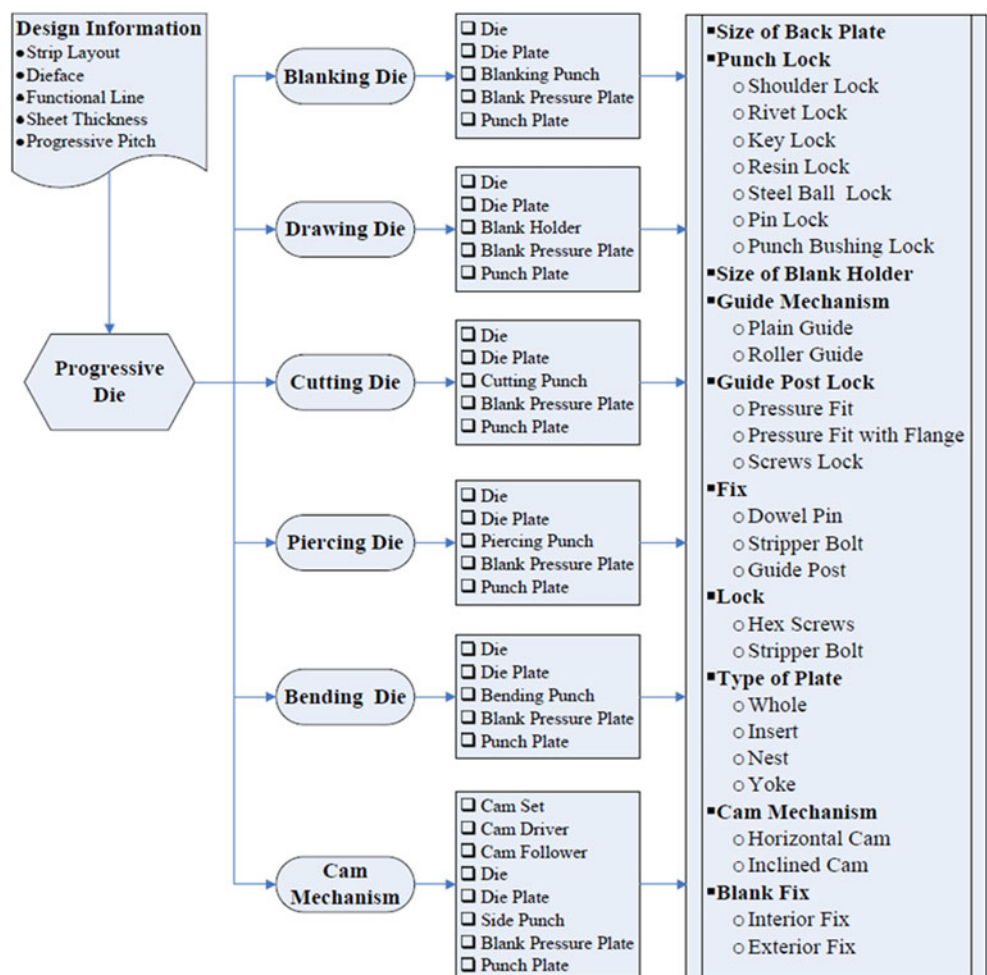 Design Information
●Strip Layout
●Dieface
●Functional Line
●Sheet Thickness
●Progressive Pitch
Progressive
Die
Blanking Die
❑ Die
❑ Die Plate
❑ Blanking Punch
❑ Blank Pressure Plate
❑ Punch Plate
Drawing Die
❑ Die
❑ Die Plate
❑ Blank Holder
❑ Blank Pressure Plate
❑ Punch Plate
Cutting Die
❑ Die
❑ Die Plate
❑ Cutting Punch
❑ Blank Pressure Plate
❑ Punch Plate
Piercing Die
❑ Die
❑ Die Plate
❑ Piercing Punch
❑ Blank Pressure Plate
❑ Punch Plate
Bending Die
❑ Die
❑ Die Plate
❑ Bending Punch
❑ Blank Pressure Plate
❑ Punch Plate
Cam
Mechanism
❑ Cam Set
❑ Cam Driver
❑ Cam Follower
❑ Die
❑ Die Plate
❑ Side Punch
❑ Blank Pressure Plate
❑ Punch Plate
▪Size of Back Plate
▪Punch Lock
○Shoulder Lock
○Rivet Lock
○Key Lock
○Resin Lock
○Steel Ball Lock
○Pin Lock
○Punch Bushing Lock
▪Size of Blank Holder
▪Guide Mechanism
○Plain Guide
○Roller Guide
▪Guide Post Lock
○Pressure Fit
○Pressure Fit with Flange
○Screws Lock
▪Fix
○Dowel Pin
○Stripper Bolt
○Guide Post
▪Lock
○Hex Screws
○Stripper Bolt
▪Type of Plate
○Whole
○Insert
○Nest
○Yoke
▪Cam Mechanism
○Horizontal Cam
○Inclined Cam
▪Blank Fix
○Interior Fix
○Exterior Fix